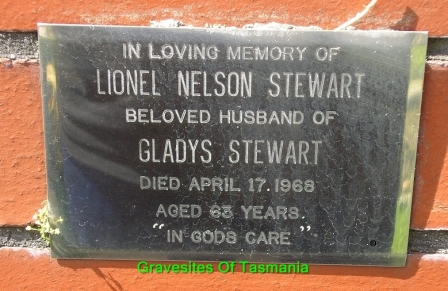 IN LOVING MEMORY OF
LIONEL NELSON STEWART
BELOVED HUSBAND OF
GLADYS STEWART
DIED APRIL 17. 1968
AGED 63 YEARS.
"IN GODS CARE"
Gravesites Of Tasmania